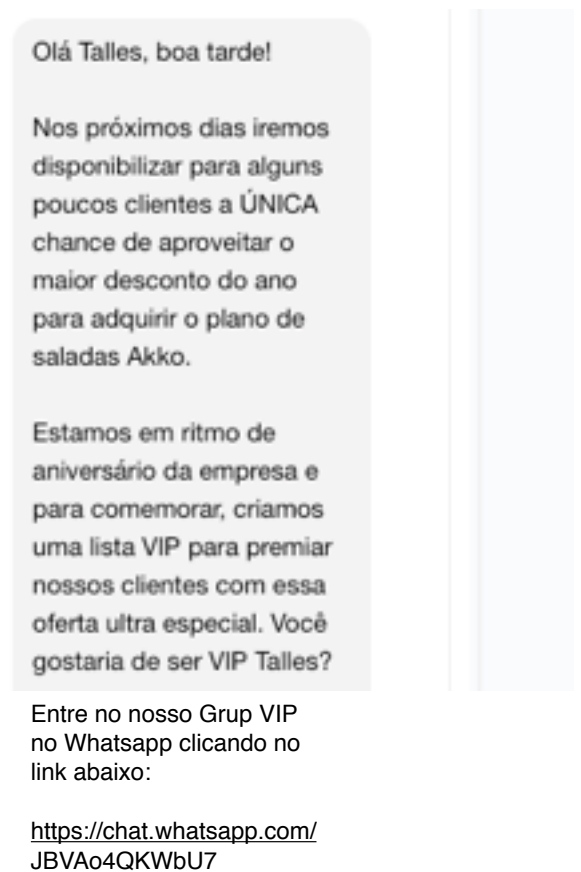 Olá Talles, boa tarde!
Nos próximos dias iremos
disponibilizar para alguns
poucos clientes a ÚNICA
chance de aproveitar o
maior desconto do ano
para adquirir o plano de
saladas Akko.
Estamos em ritmo de
aniversário da empresa e
para comemorar, criamos
uma lista VIP para premiar
nossos clientes com essa
oferta ultra especial. Você
gostaria de ser VIP Talles?
Entre no nosso Grup VIP
no Whatsapp clicando no
link abaixo:
https://chat.whatsapp.com/
JBVAo4QKWbU7